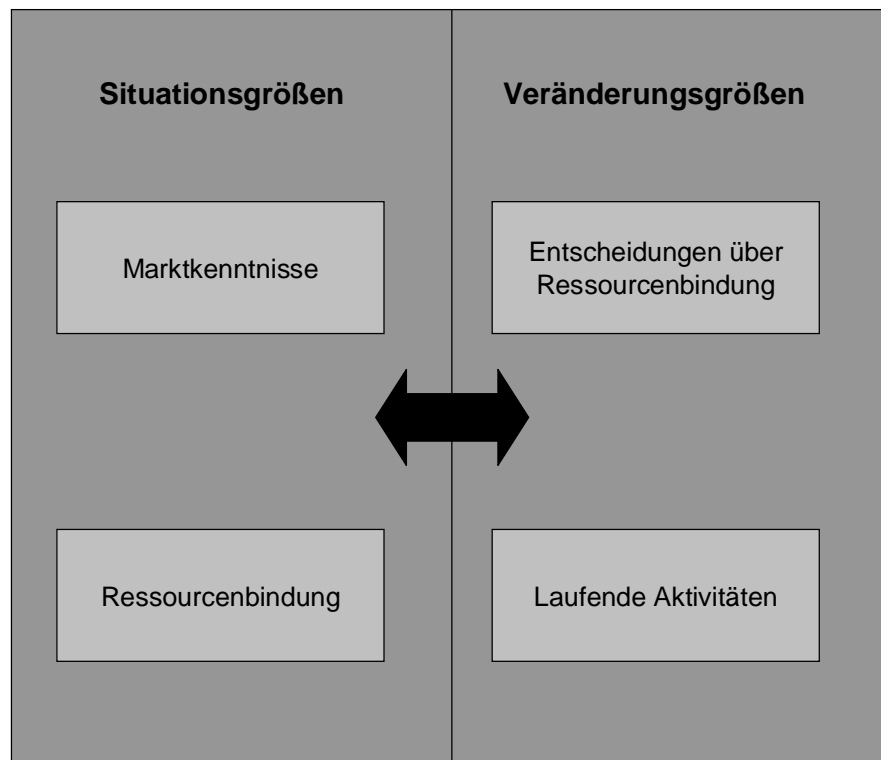 Situationsgrößen
Veränderungsgrößen
Marktkenntnisse
Entscheidungen über
Ressourcenbindung
Ressourcenbindung
Laufende Aktivitäten